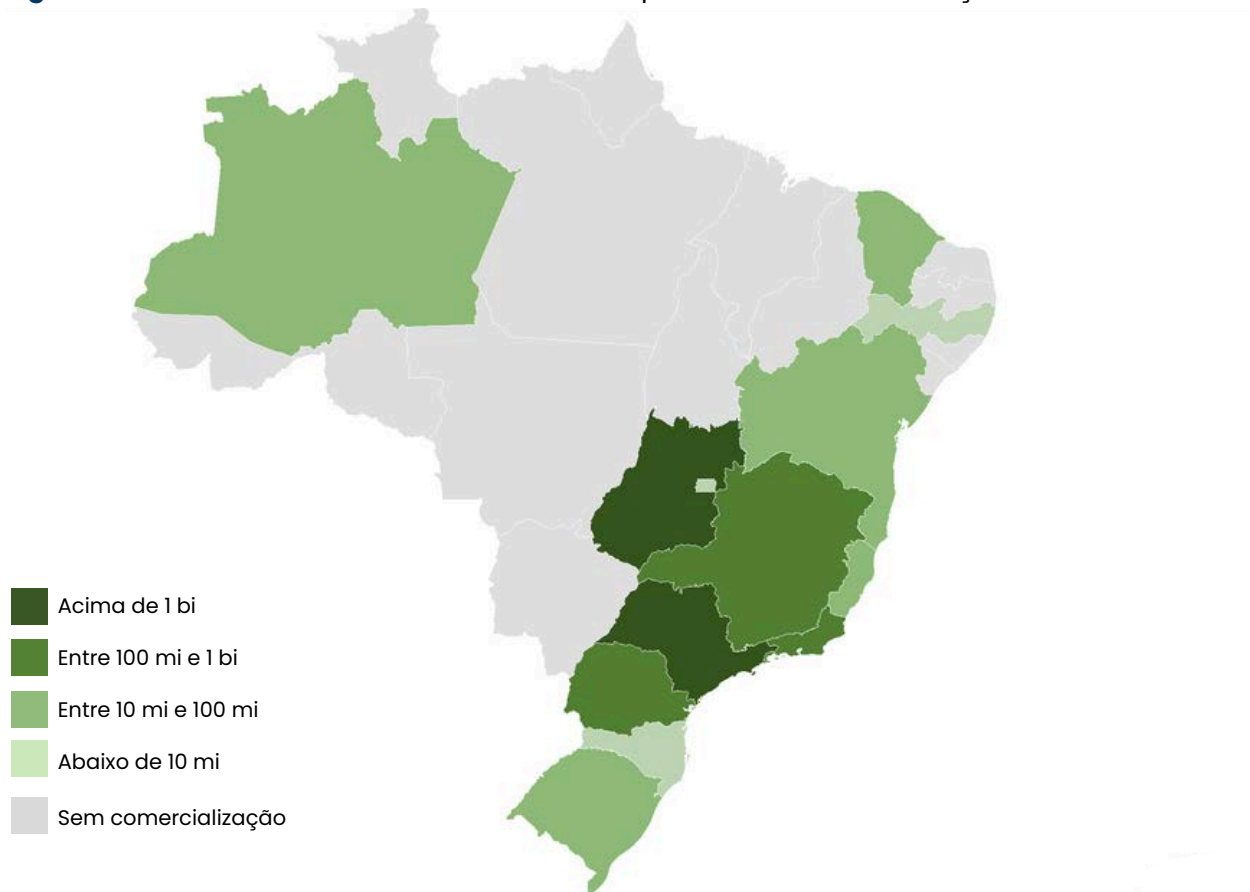 Acima de 1 bi
Entre 100 mi e 1 bi
Entre 10 mi e 100 mi
Abaixo de 10 mi
Sem comercialização